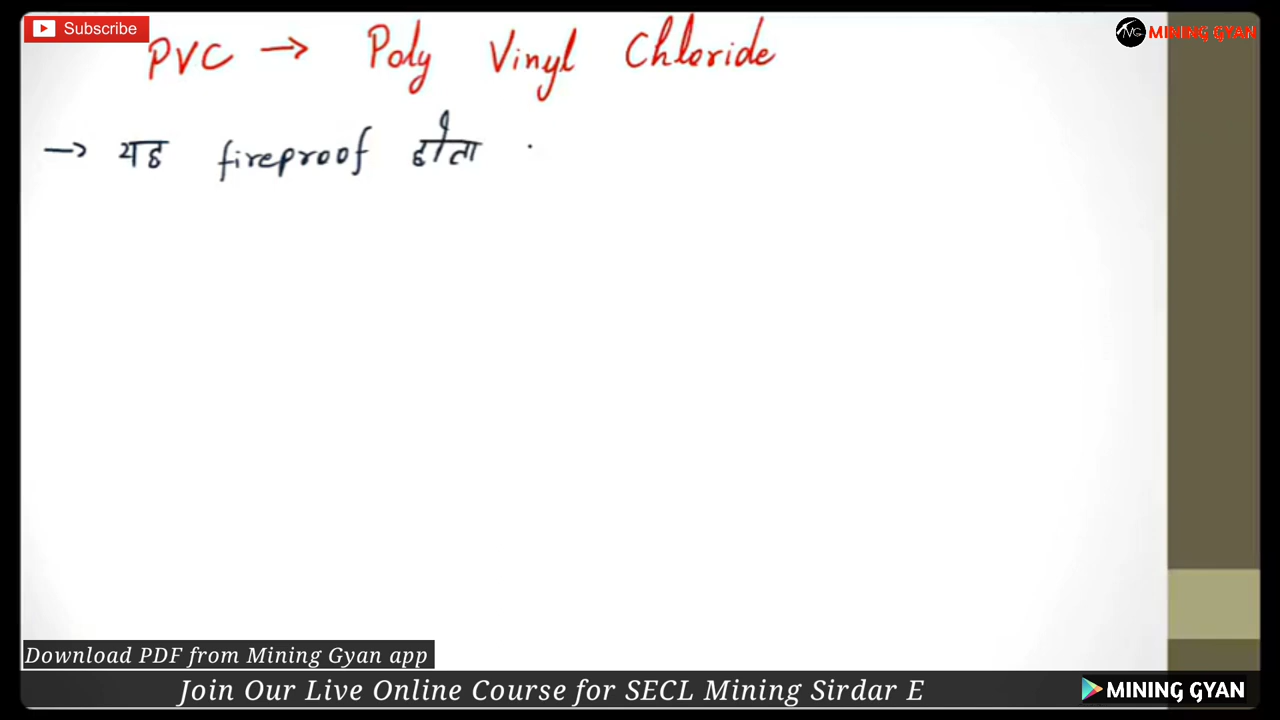 Subscribe
MINING GYAN
PVC → Poly Vinyl Chloride
→ यह fireproof होता
Download PDF from Mining Gyan app
Join Our Live Online Course for SECL Mining Sirdar E
MINING GYAN